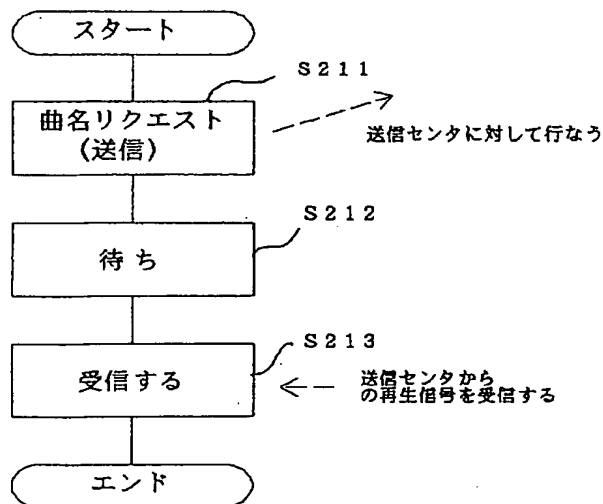 スタート
S211
曲名リクエスト
(送信)
送信センタに対して行なう
S212
待ち
S213
受信する
送信センタから
の再生信号を受信する
エンド